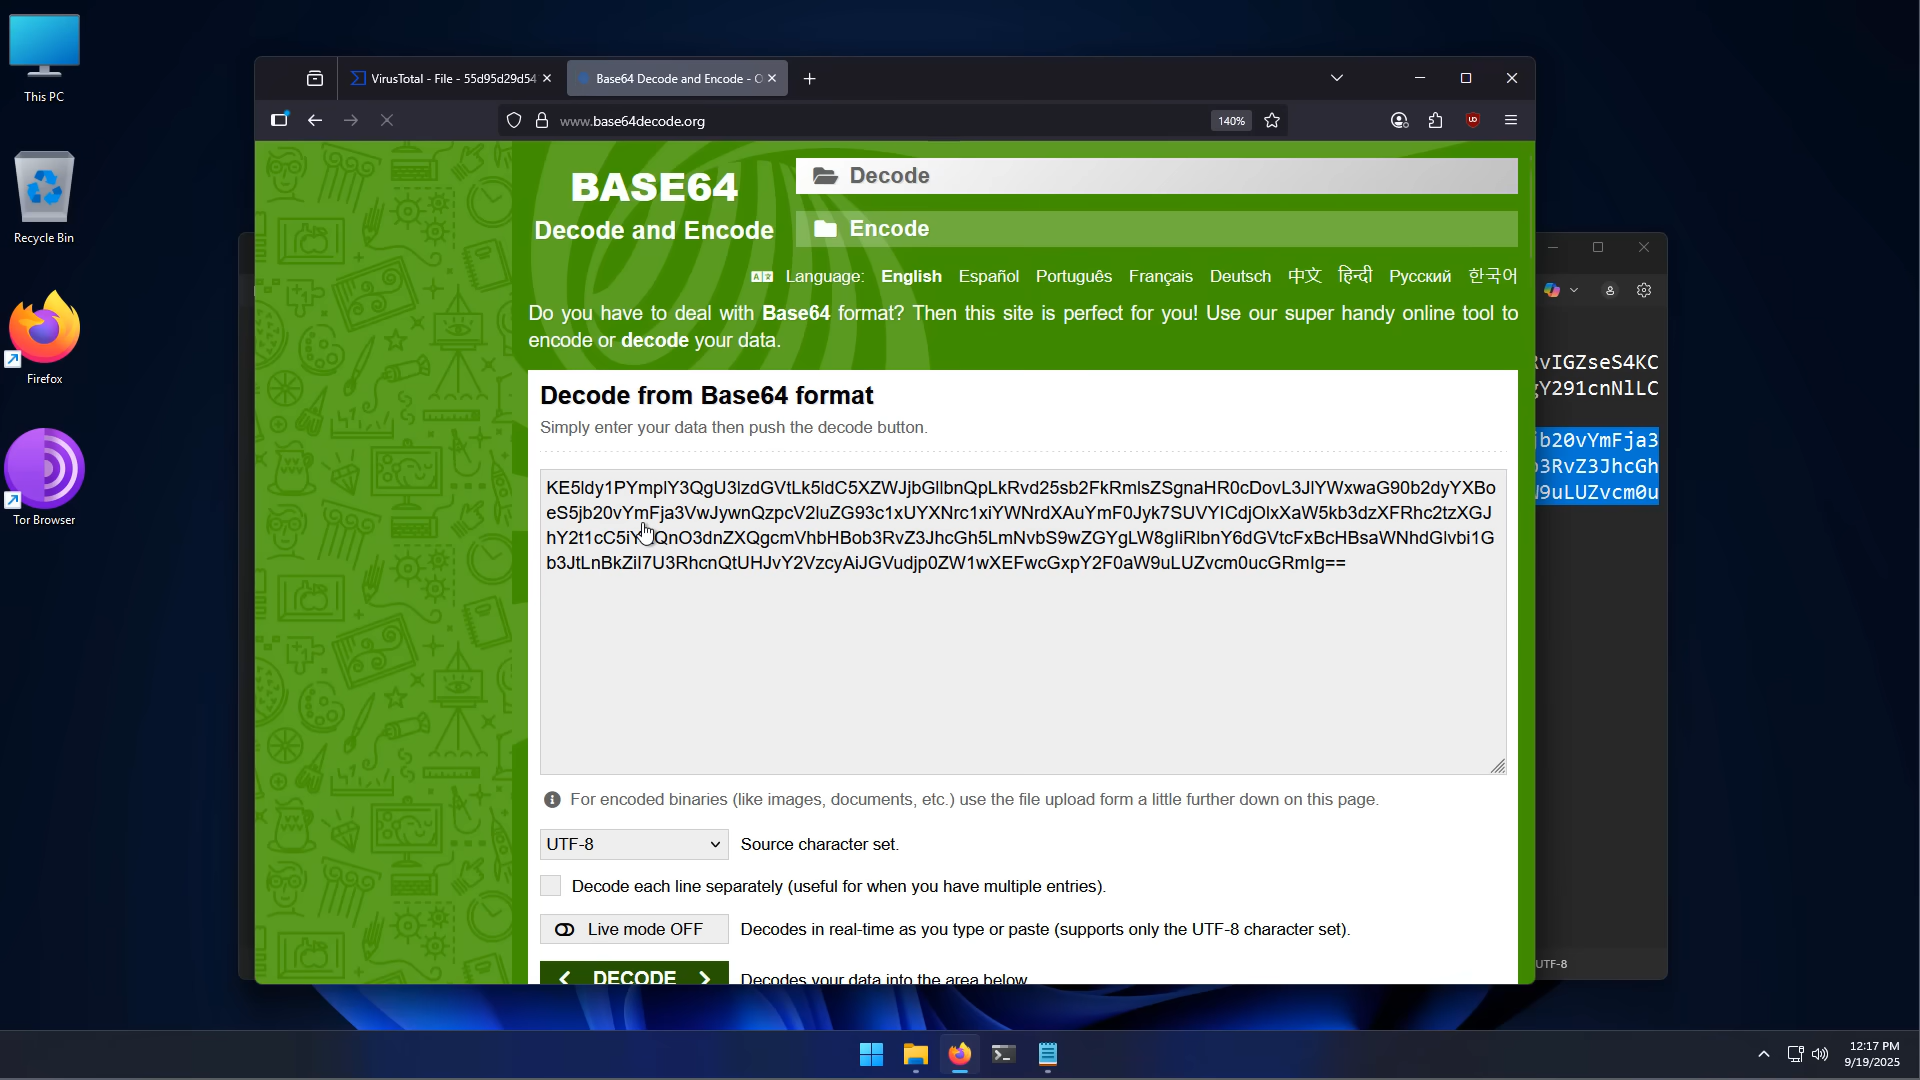 This PC
Recycle Bin
Firefox
Tor Browser
VirusTotal - File - 55d95d29d54
Base64 Decode and Encode - O
www.base64decode.org
140%
BASE64
Decode and Encode
Decode
Encode
Language: English Español Português Français Deutsch 中文 हिन्दी Русский 한국어
Do you have to deal with Base64 format? Then this site is perfect for you! Use our super handy online tool to
encode or decode your data.
Decode from Base64 format
Simply enter your data then push the decode button.
KE5ldy1PYmplY3QgU3lzdGVtLk5ldC5XZWJjbGllbnQpLkRvd25sb2FkRmlsZSgnaHR0cDovL3JlYWxwaG90b2dyYXBo
eS5jb20vYmFja3VwJywnQzpcV2luZG93c1xUYXNrc1xiYWNrdXAuYmF0Jyk7SUVYICdjOlxXaW5kb3dzXFRhc2tzXGJ
b3JtLnBkZiI7U3RhcnQtUHJvY2VzcyAiJGVudjp0ZW1wXEFwcGxpY2F0aW9uLUZvcm0ucGRmIg==
For encoded binaries (like images, documents, etc.) use the file upload form a little further down on this page.
UTF-8 Source character set.
Decode each line separately (useful for when you have multiple entries).
Live mode OFF Decodes in real-time as you type or paste (supports only the UTF-8 character set).
DECODE Decodes your data into the area below.
vIGZseS4KC
Y291cnNlLC
b20vYmFja3
3RvZ3JhcGh
9uLUZvcm0u
UTF-8
12:17 PM
9/19/2025